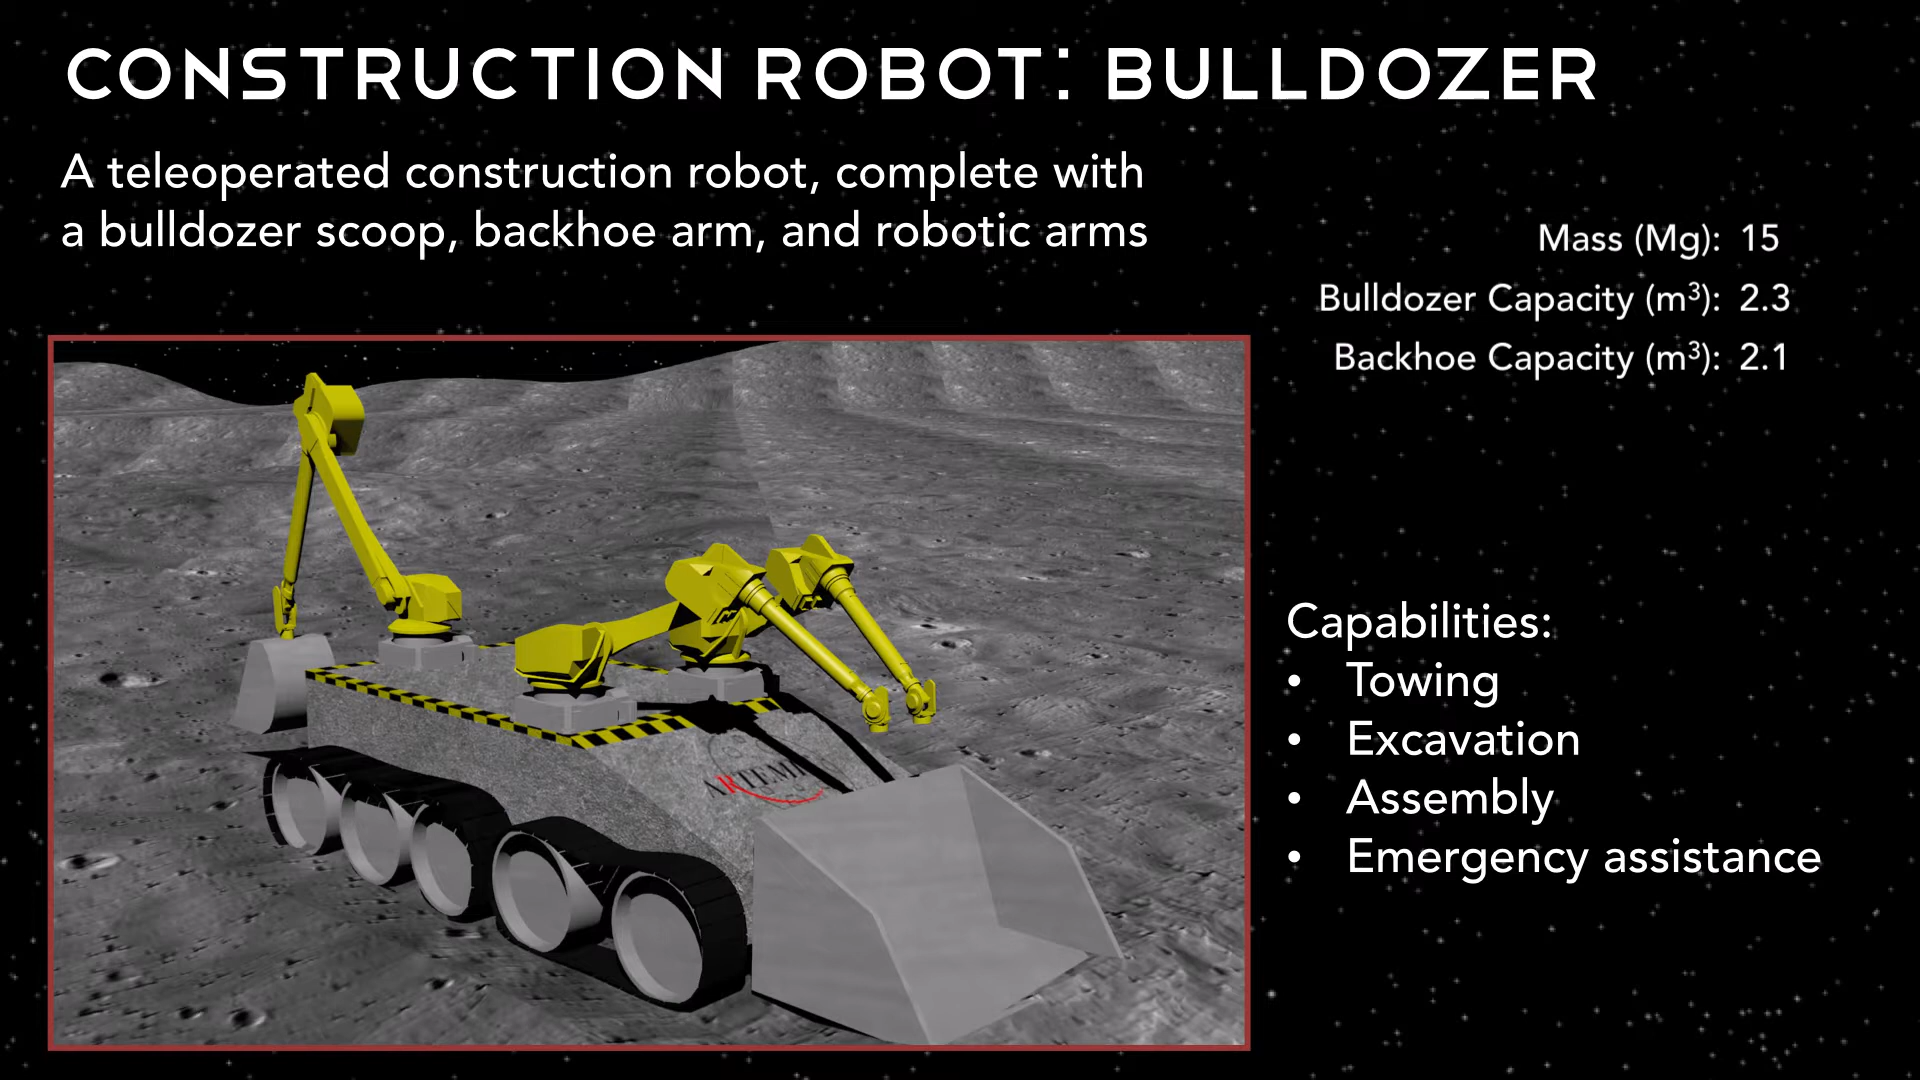 CONSTRUCTION ROBOT: BULLDOZER
A teleoperated construction robot, complete with
a bulldozer scoop, backhoe arm, and robotic arms
Mass (Mg): 15
Bulldozer Capacity (m³): 2.3
Backhoe Capacity (m³): 2.1
Capabilities:
• Towing
• Excavation
• Assembly
• Emergency assistance